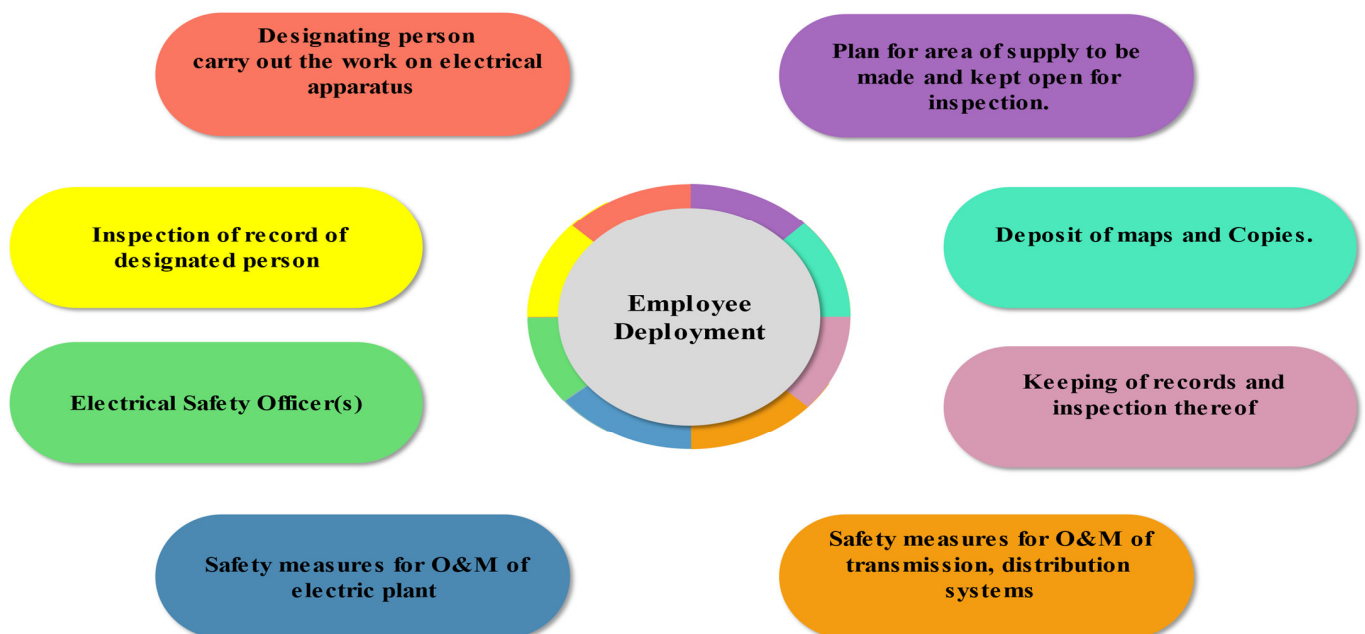 Designating person
carry out the work on electrical
apparatus
Plan for area of supply to be
made and kept open for
inspection.
Inspection of record of
designated person
Deposit of maps and Copies.
Employee
Deployment
Electrical Safety Officer(s)
Keeping of records and
inspection thereof
Safety measures for O&M of
electric plant
Safety measures for O&M of
transmission, distribution
systems